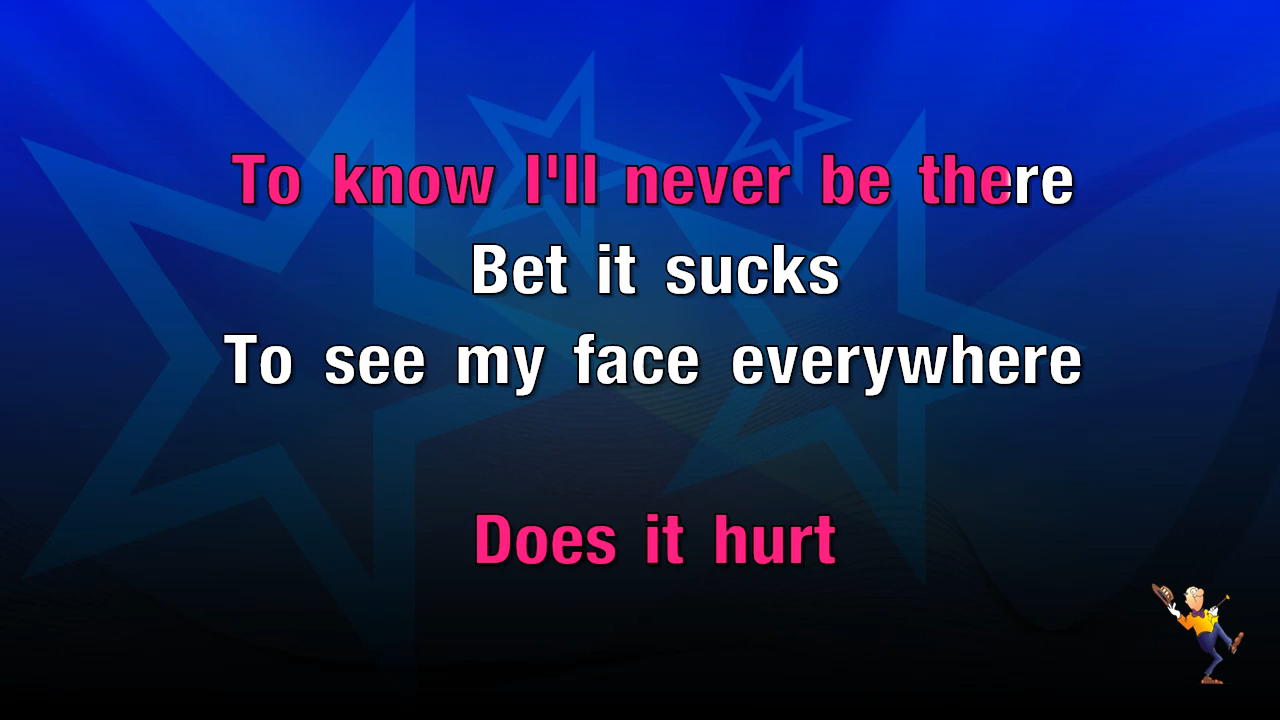 To know I'll never be there
Bet it sucks
To see my face everywhere
Does it hurt